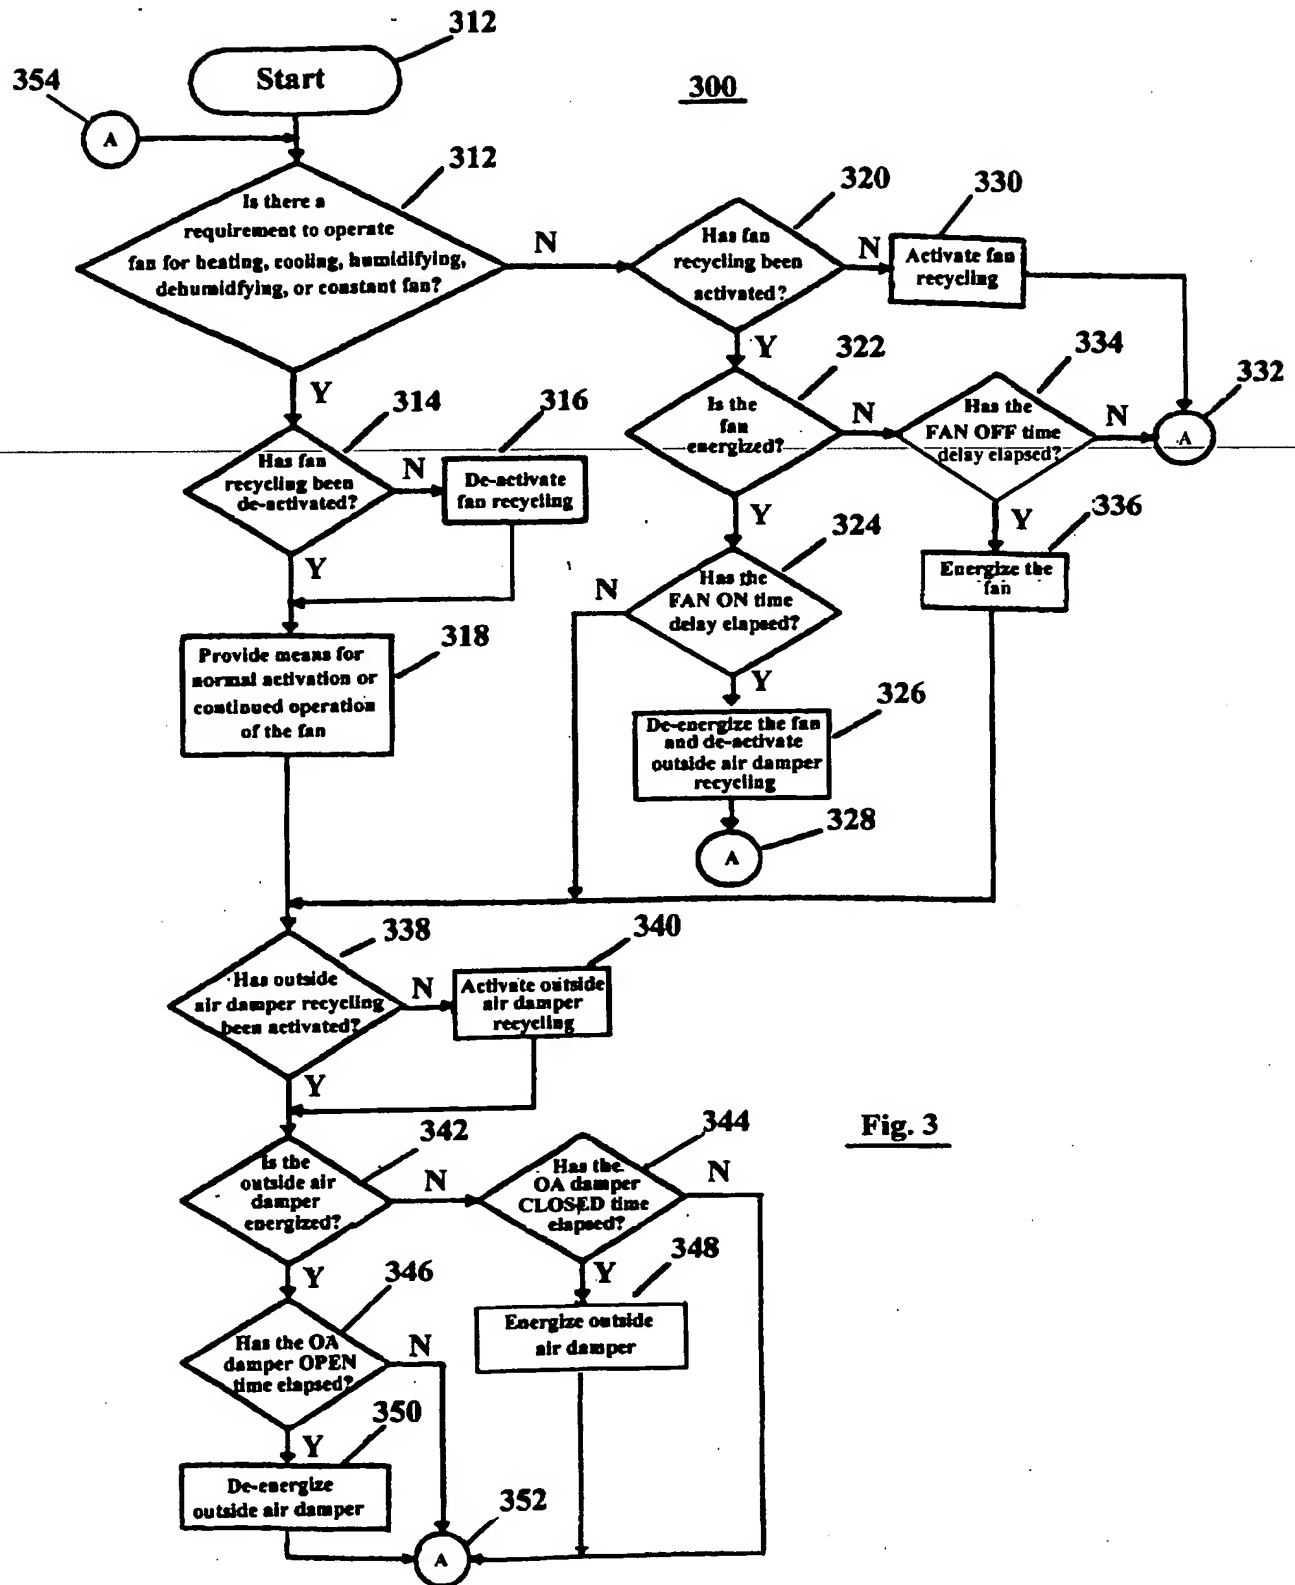 312
Start
354
A
300
312
Is there a
requirement to operate
fan for heating, cooling, humidifying,
dehumidfying, or constant fan?
N
Y
320
Has fan
recycling been
activated?
N
Y
330
Activate fan
recycling
314
Has fan
recycling been
de-activated?
N
Y
316
De-activate
fan recycling
322
Is the
fan
energized?
N
Y
334
Has the
FAN OFF time
delay elapsed?
N
Y
332
A
336
Energize the
fan
324
Has the
FAN ON time
delay elapsed?
N
Y
318
Provide means for
normal activation or
continued operation
of the fan
326
De-energize the fan
and de-activate
outside air damper
recycling
328
A
338
Has outside
air damper recycling
been activated?
N
Y
340
Activate outside
air damper
recycling
342
Is the
outside air
damper
energized?
N
Y
344
Has the
OA damper
CLOSED time
elapsed?
N
Y
Fig. 3
346
Has the OA
damper OPEN
time elapsed?
N
Y
348
Energize outside
air damper
350
De-energize
outside air damper
352
A